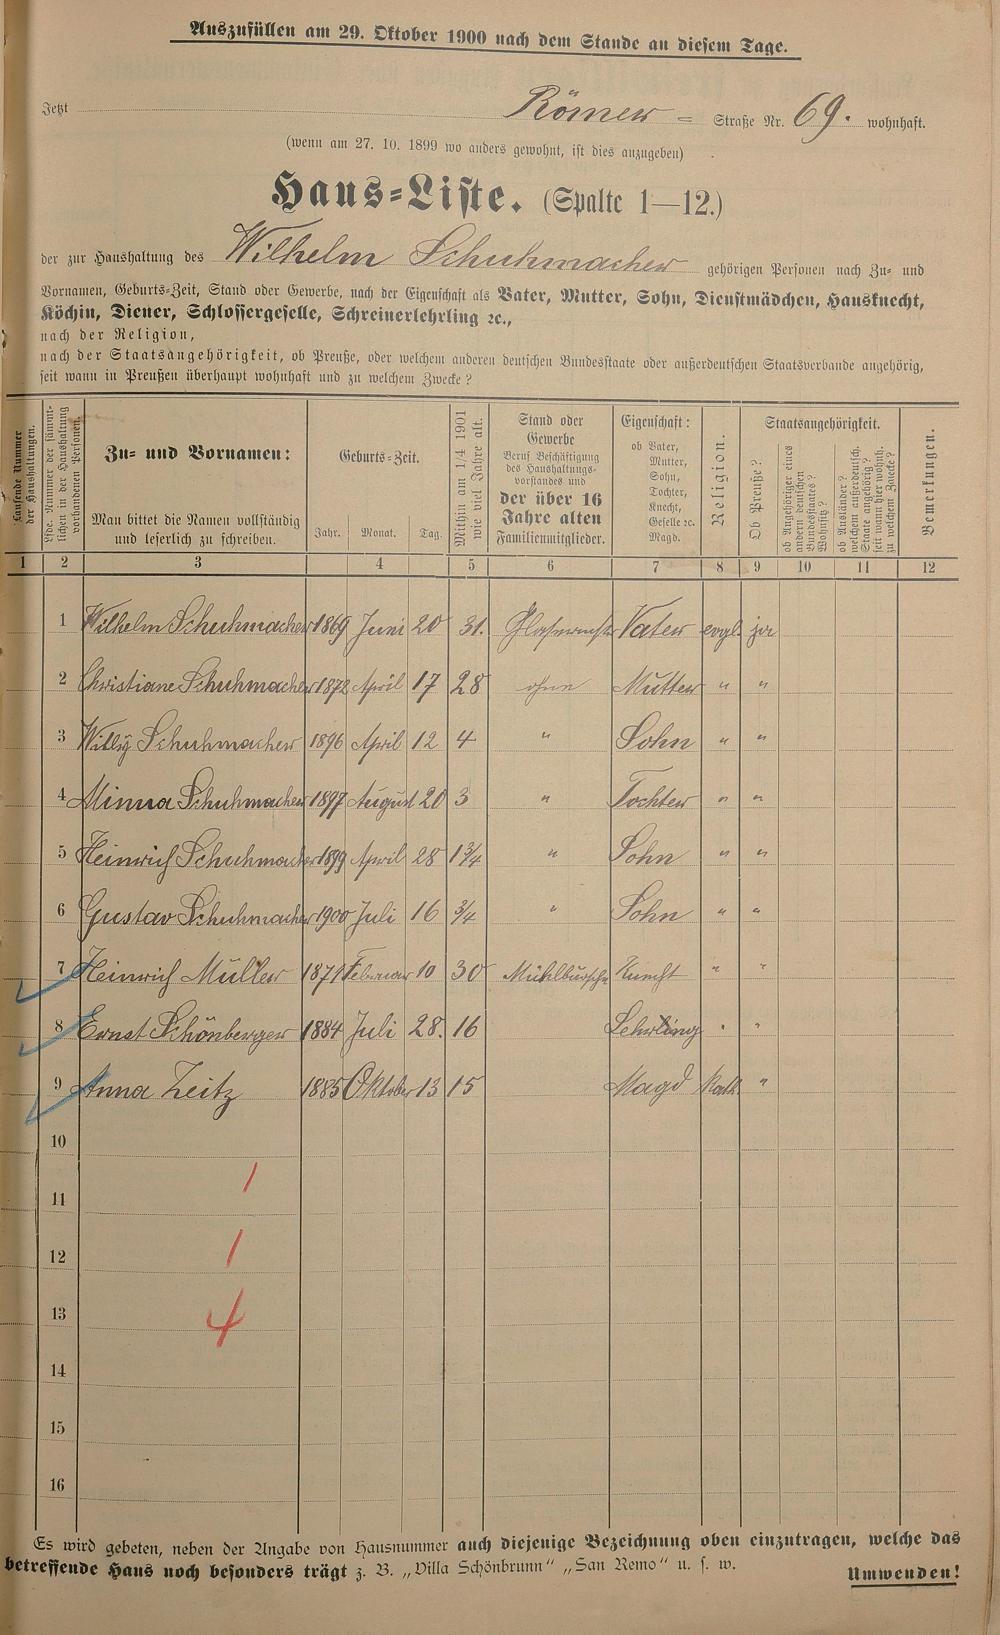 Auszufüllen am 29. Oktober 1900 nach dem Stande an diesem Tage.
Jetzt Römer = Straße Nr. 69. wohnhaft.
(wenn am 27. 10. 1899 wo anders gewohnt, ist dies anzugeben)
Haus=Liste. (Spalte 1—12.)
der zur Haushaltung des Wilhelm Schuhmacher gehörigen Personen nach Zu= und
Vornamen, Geburts=Zeit, Stand oder Gewerbe, nach der Eigenschaft als Vater, Mutter, Sohn, Dienstmädchen, Hausknecht,
Köchin, Diener, Schlossergeselle, Schreinerlehrling ꝛc.,
nach der Religion,
nach der Staatsangehörigkeit, ob Preuße, oder welchem anderen deutschen Bundesstaate oder außerdeutschen Staatsverbande angehörig,
seit wann in Preußen überhaupt wohnhaft und zu welchem Zwecke?
Laufende Nummer
der Haushaltungen.
Lfde. Nummer der sämmt-
lichen in der Haushaltung
vorhandenen Personen.
Zu= und Vornamen:
Man bittet die Namen vollständig
und leserlich zu schreiben.
Geburts=Zeit.
Jahr. Monat. Tag.
Mithin am 1/4 1901
wie viel Jahre alt.
Stand oder
Gewerbe
Beruf Beschäftigung
des Haushaltungs-
vorstandes und
der über 16
Jahre alten
Familienmitglieder.
Eigenschaft:
ob Vater,
Mutter,
Sohn,
Tochter,
Knecht,
Geselle ꝛc.
Magd.
Religion.
Staatsangehörigkeit.
Ob Preuße?
ob Angehöriger eines
andern deutschen
Bundesstaates?
Wohnsitz?
ob Ausländer?
welchem außerdeutsch.
Staate angehörig?
seit wann hier wohnh.
zu welchem Zwecke?
Bemerkungen.
1 2 3 4 5 6 7 8 9 10 11 12
1 Wilhelm Schuhmacher 1869 Juni 20 31. Glasermstr Vater evgl. ja
2 Christiane Schuhmacher 1872 April 17 28 ohne Mutter " "
3 Willy Schuhmacher 1896 April 12 4 " Sohn " "
4 Minna Schuhmacher 1897 August 20 3 " Tochter " "
5 Heinrich Schuhmacher 1899 April 28 1 3/4 " Sohn " "
6 Gustav Schuhmacher 1900 Juli 16 3/4 " Sohn " "
7 Heinrich Müller 1871 Februar 10 30 Mühlbursche Knecht " "
8 Ernst Schönberger 1884 Juli 28. 16 Lehrling " "
9 Anna Zeitz 1885 Oktober 13 15 Magd Kath. "
10
1
11
1
12
4
13
14
15
16
Es wird gebeten, neben der Angabe von Hausnummer auch diejenige Bezeichnung oben einzutragen, welche das
betreffende Haus noch besonders trägt z. B. „Villa Schönbrunn“ „San Remo“ u. s. w.
Umwenden!